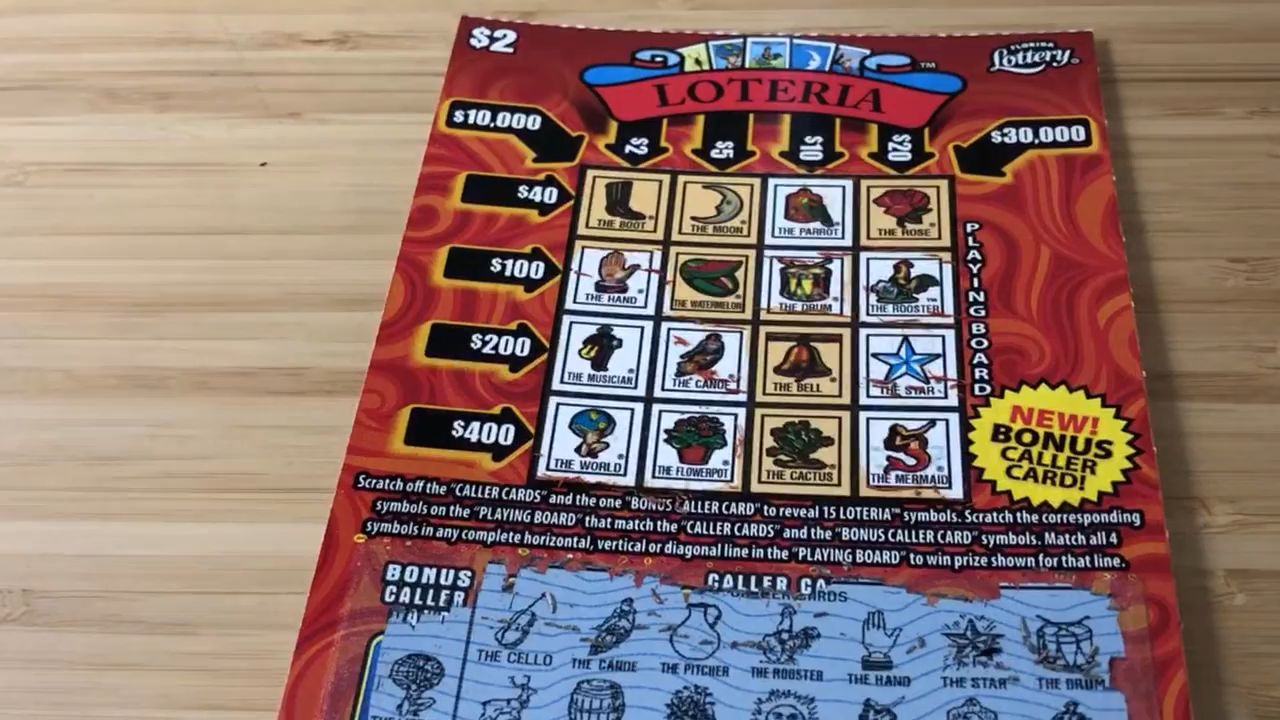 $2
FLORIDA
Lottery
LOTERIA™
$10,000
$2 $5 $10 $20
$30,000
$40
THE BOOT THE MOON THE PARROT THE ROSE
$100
THE HAND THE WATERMELON THE DRUM THE ROOSTER™
$200
THE MUSICIAN THE CANOE THE BELL THE STAR
$400
THE WORLD THE FLOWERPOT THE CACTUS THE MERMAID
PLAYING BOARD
NEW!
BONUS
CALLER
CARD!
Scratch off the "CALLER CARDS" and the one "BONUS CALLER CARD" to reveal 15 LOTERIA™ symbols. Scratch the corresponding
symbols on the "PLAYING BOARD" that match the "CALLER CARDS" and the "BONUS CALLER CARD" symbols. Match all 4
symbols in any complete horizontal, vertical or diagonal line in the "PLAYING BOARD" to win prize shown for that line.
BONUS
CALLER
CALLER CA
THE CELLO THE CANOE THE PITCHER THE ROOSTER THE HAND THE STAR THE DRUM